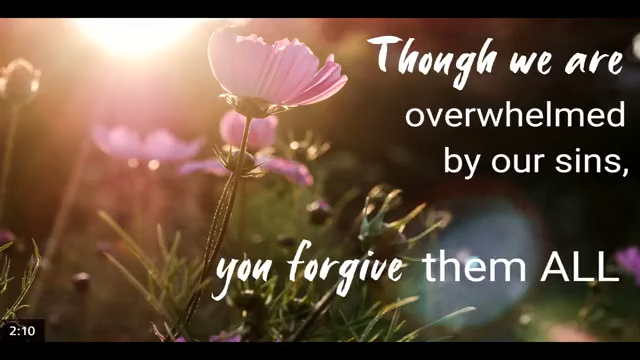 Though we are
overwhelmed
by our sins,
you forgive them ALL
2:10